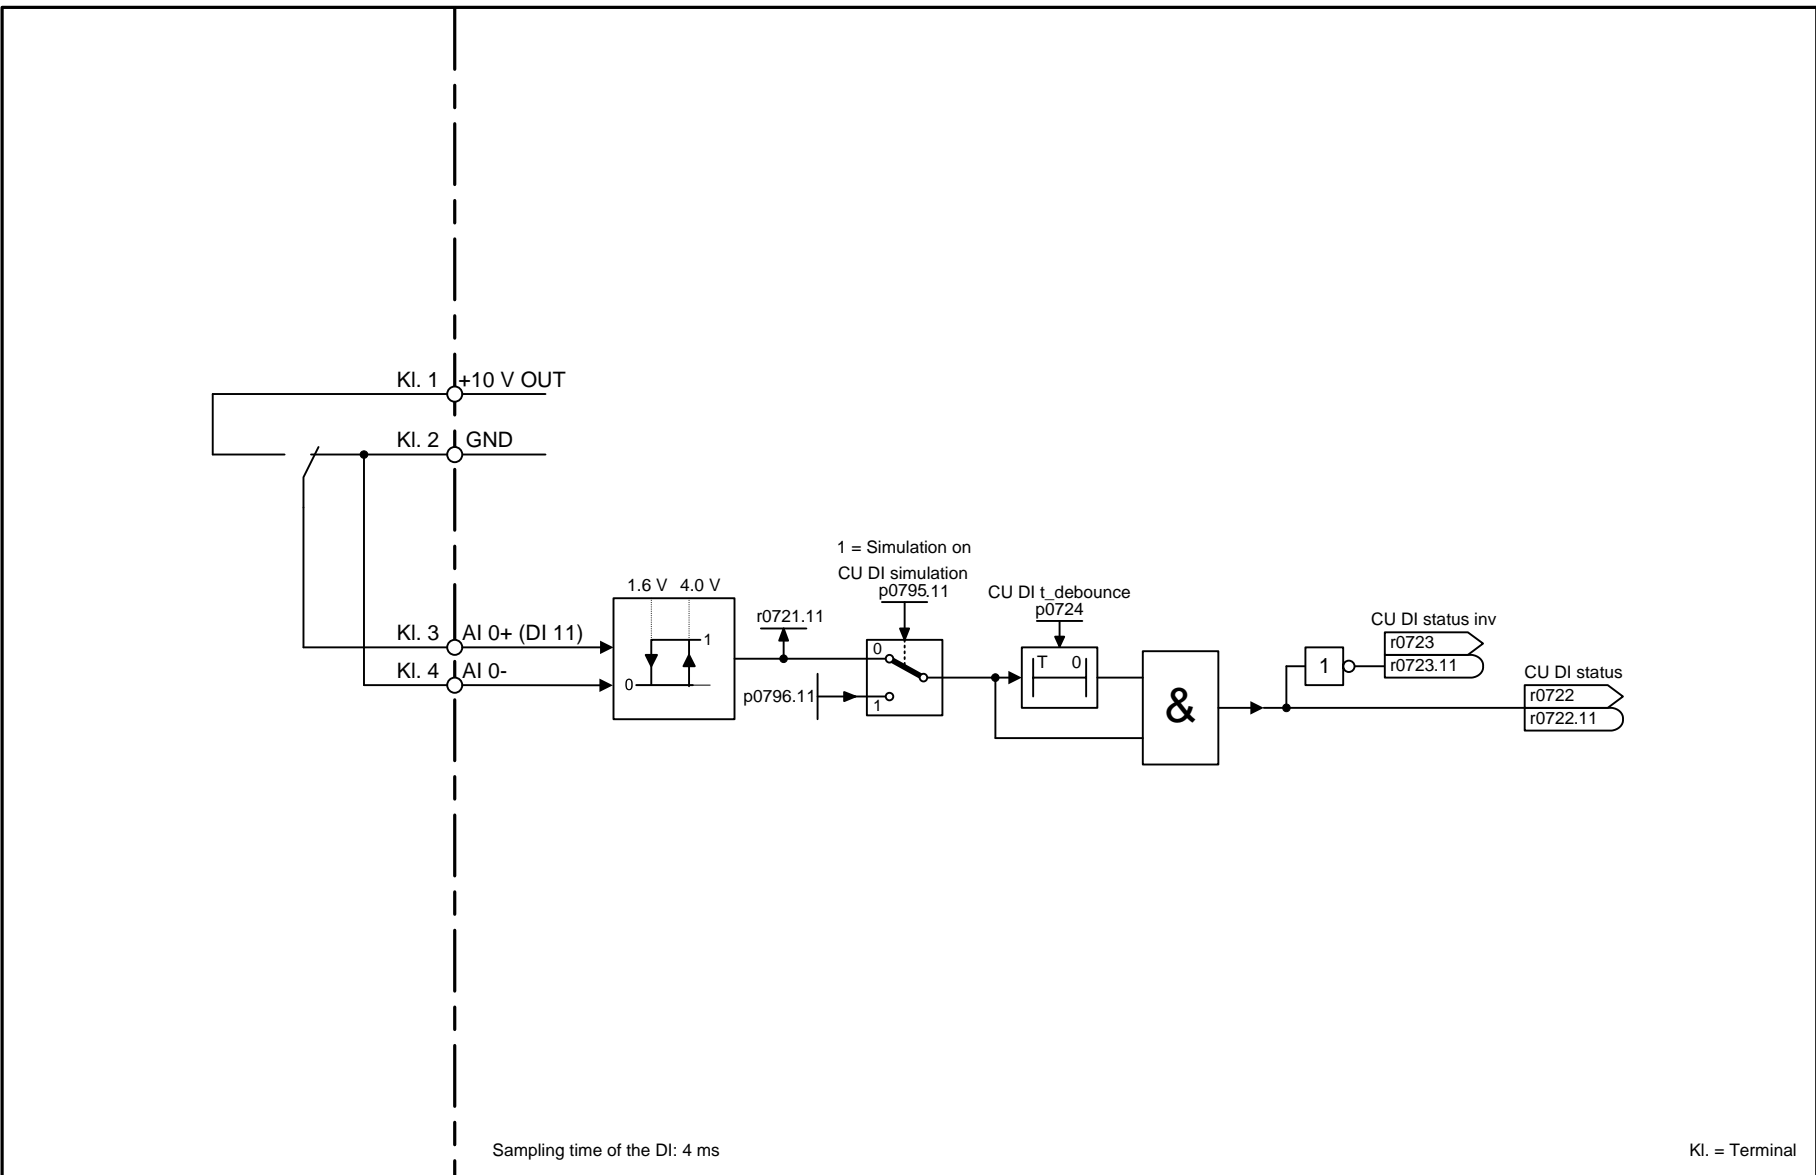 Kl. 1 +10 V OUT
Kl. 2 GND
1 = Simulation on
CU DI simulation
p0795.11
1.6 V 4.0 V
CU DI t_debounce
p0724
r0721.11
CU DI status inv
r0723
r0723.11
Kl. 3 AI 0+ (DI 11)
Kl. 4 AI 0-
1
0
0
1
p0796.11
T 0
&
1
CU DI status
r0722
r0722.11
Sampling time of the DI: 4 ms
Kl. = Terminal